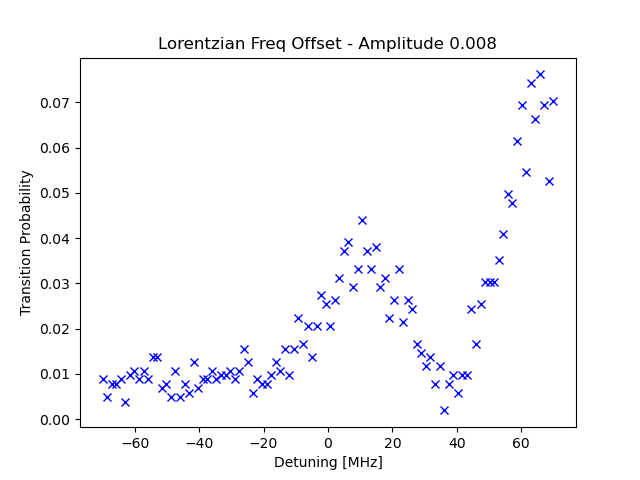 Lorentzian Freq Offset - Amplitude 0.008
0.07
0.06
0.05
0.04
0.03
0.02
0.01
0.00
Transition Probability
−60 −40 −20 0 20 40 60
Detuning [MHz]